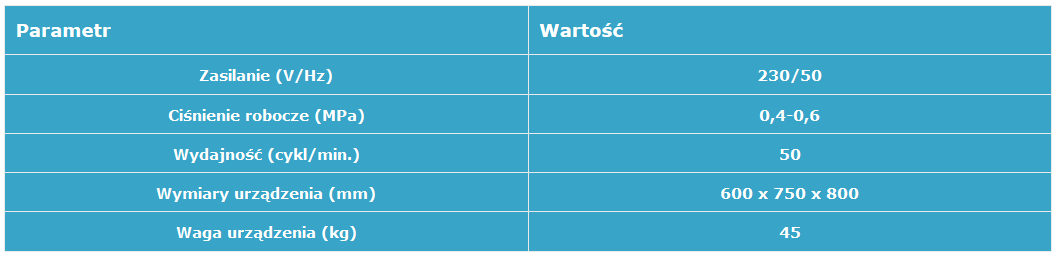 Parametr Wartość
Zasilanie (V/Hz) 230/50
Ciśnienie robocze (MPa) 0,4-0,6
Wydajność (cykl/min.) 50
Wymiary urządzenia (mm) 600 x 750 x 800
Waga urządzenia (kg) 45